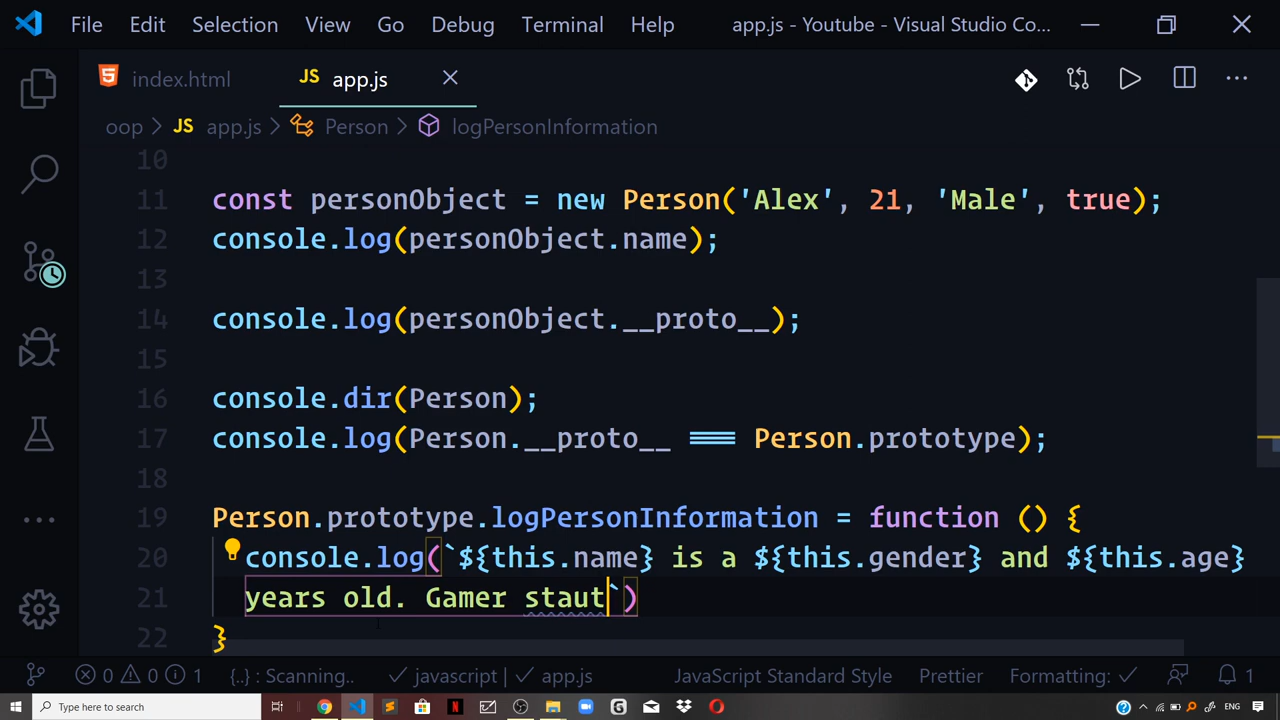 File Edit Selection View Go Debug Terminal Help app.js - Youtube - Visual Studio Co...
index.html JS app.js
oop JS app.js Person logPersonInformation
10
11 const personObject = new Person('Alex', 21, 'Male', true);
12 console.log(personObject.name);
13
14 console.log(personObject.__proto__);
15
16 console.dir(Person);
17 console.log(Person.__proto__ === Person.prototype);
18
19 Person.prototype.logPersonInformation = function () {
20 console.log(`${this.name} is a ${this.gender} and ${this.age}
21 years old. Gamer staut`)
22 }
0 0 1 {..} : Scanning.. javascript app.js JavaScript Standard Style Prettier Formatting: 1
Type here to search ENG